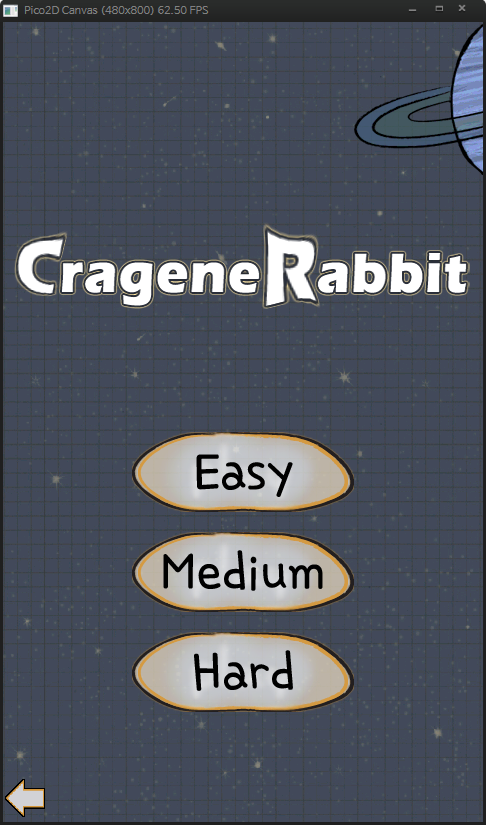 Pico2D Canvas (480x800) 62.50 FPS
CrageneRabbit
Easy
Medium
Hard